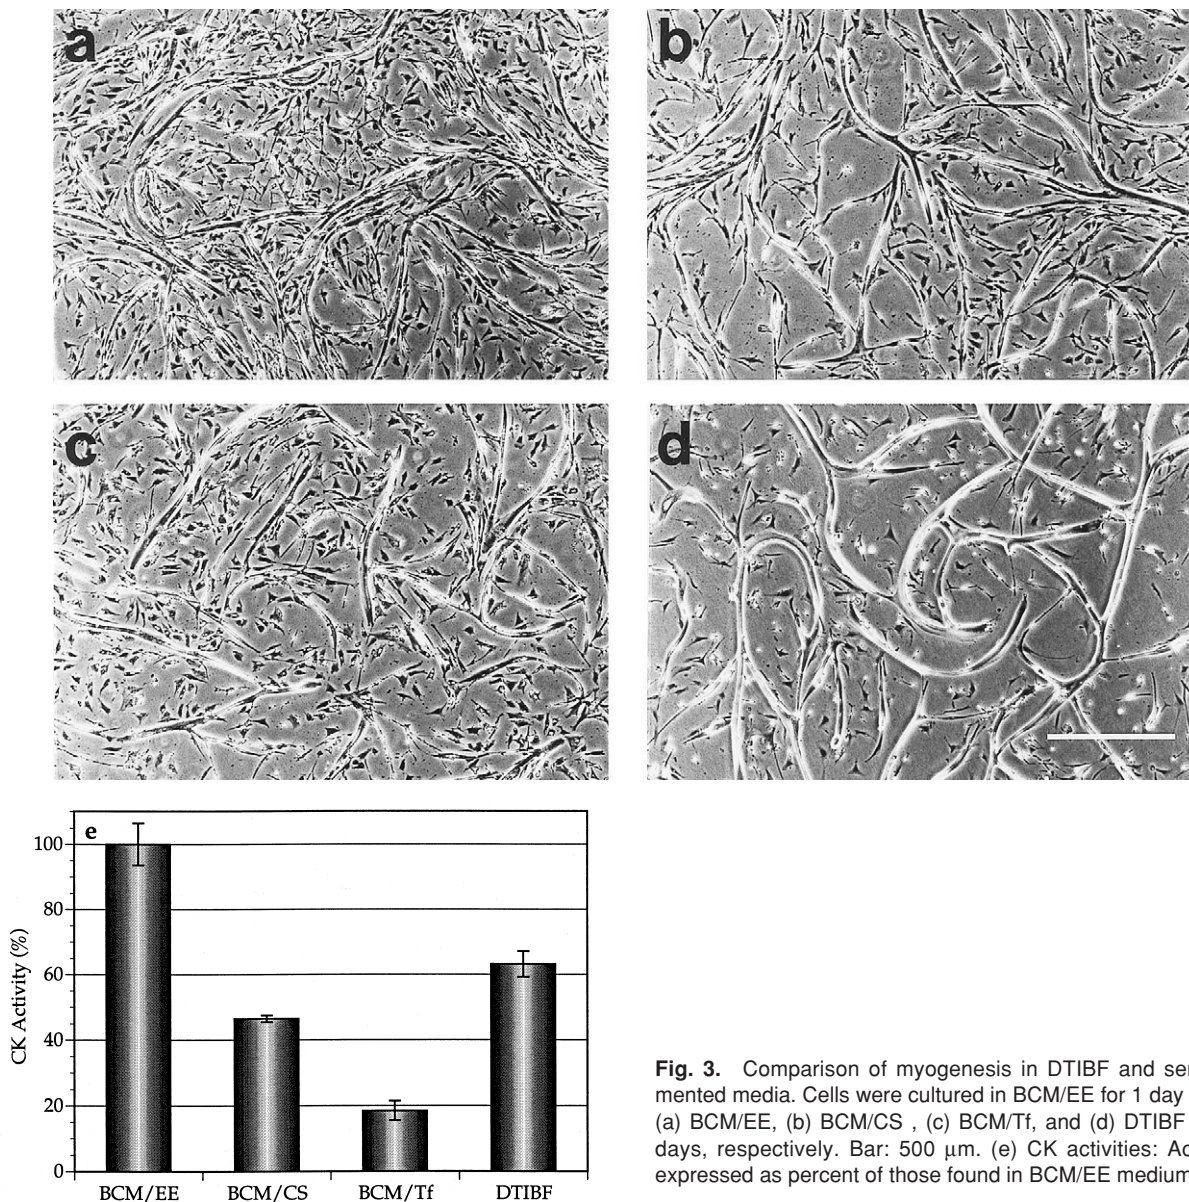 a
b
c
d
e
100
80
60
40
20
0
CK Activity (%)
BCM/EE
BCM/CS
BCM/Tf
DTIBF
Fig. 3. Comparison of myogenesis in DTIBF and
mented media. Cells were cultured in BCM/EE for 1 day
(a) BCM/EE, (b) BCM/CS , (c) BCM/Tf, and (d) DTIBF
days, respectively. Bar: 500 μm. (e) CK activities:
expressed as percent of those found in BCM/EE medium